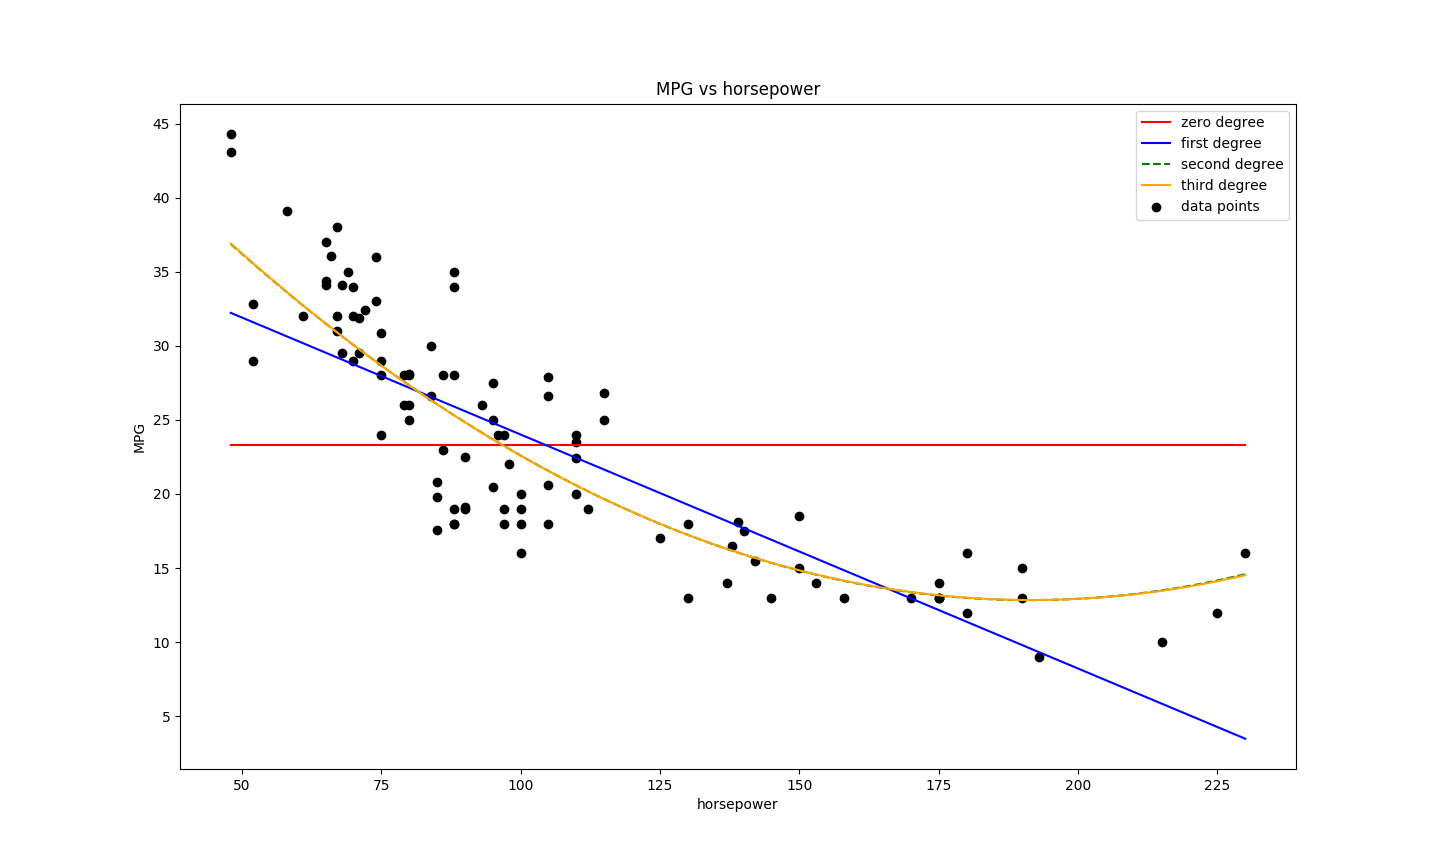 MPG vs horsepower
zero degree
first degree
second degree
third degree
data points
MPG
45
40
35
30
25
20
15
10
5
50 75 100 125 150 175 200 225
horsepower